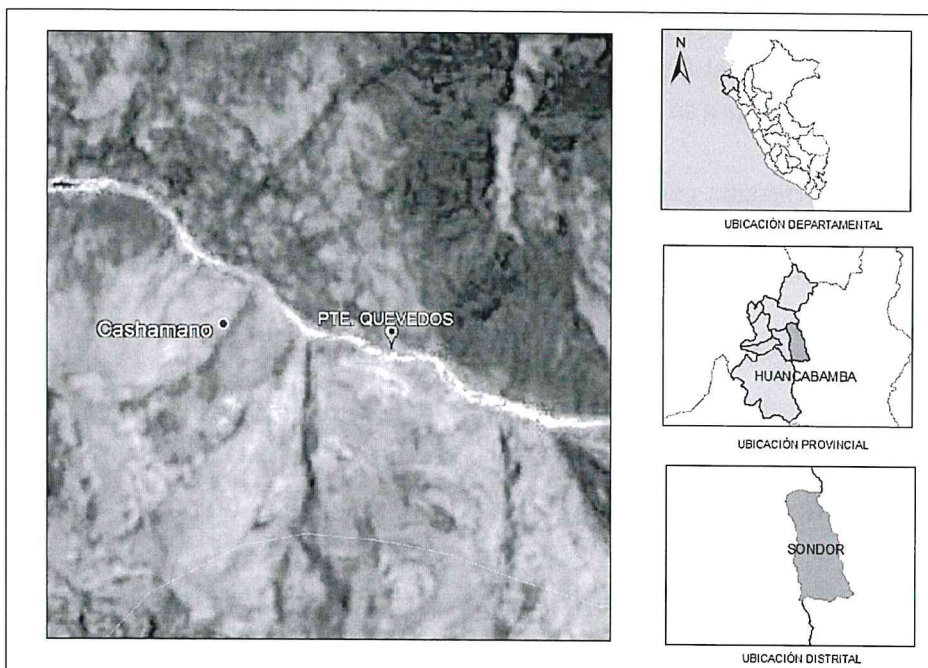 Cashamano
PTE. QUEVEDOS
N
UBICACIÓN DEPARTAMENTAL
HUANCABAMBA
UBICACIÓN PROVINCIAL
SONDOR
UBICACIÓN DISTRITAL